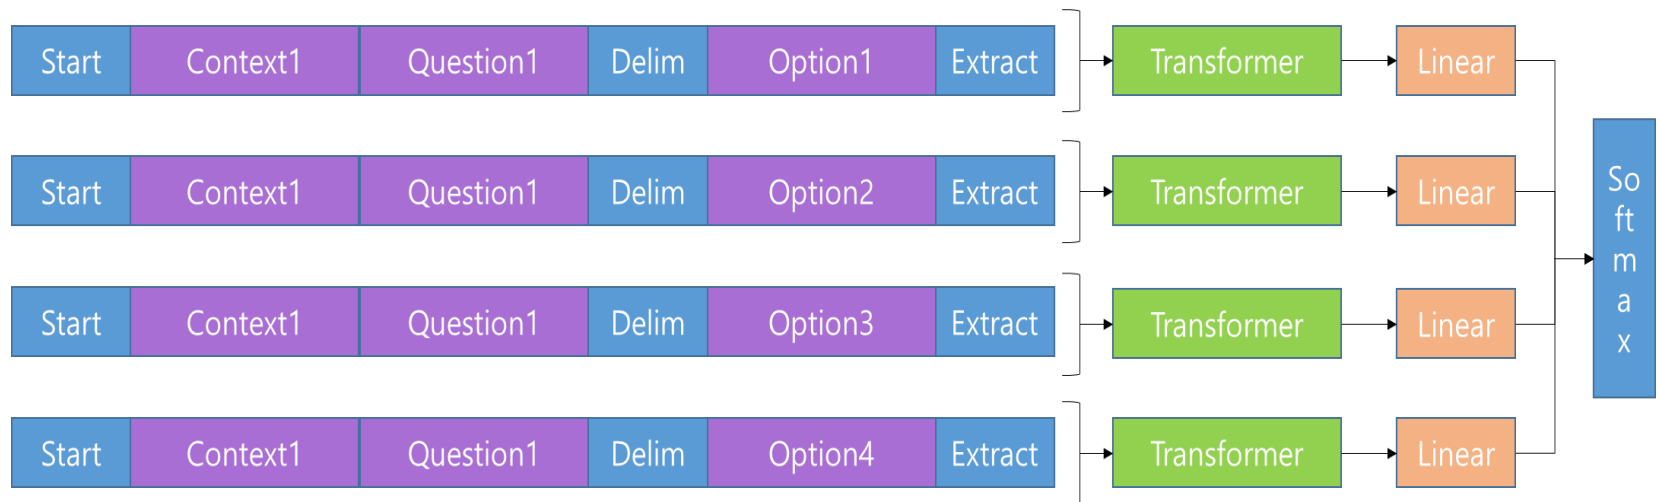 Start Context1 Question1 Delim Option1 Extract Transformer Linear
Start Context1 Question1 Delim Option2 Extract Transformer Linear
Start Context1 Question1 Delim Option3 Extract Transformer Linear
Start Context1 Question1 Delim Option4 Extract Transformer Linear
So
ft
m
a
x